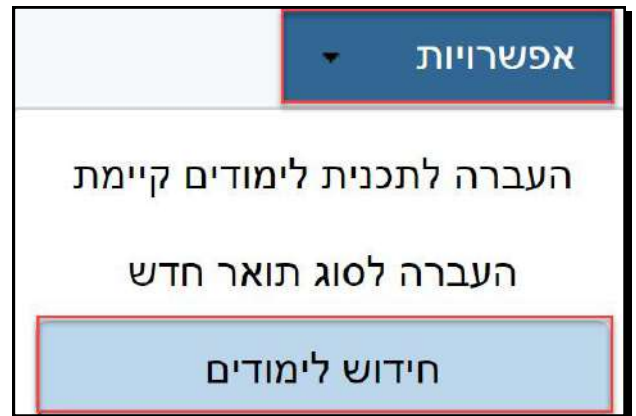 אפשרויות
העברה לתכנית לימודים קיימת
העברה לסוג תואר חדש
חידוש לימודים